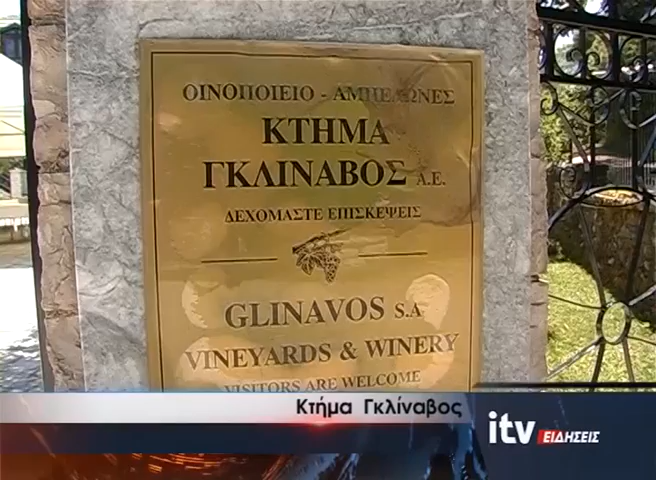 ΟΙΝΟΠΟΙΕΙΟ - ΑΜΠΕΛΩΝΕΣ
ΚΤΗΜΑ
ΓΚΛΙΝΑΒΟΣ Α.Ε.
ΔΕΧΟΜΑΣΤΕ ΕΠΙΣΚΕΨΕΙΣ
GLINAVOS S.A
VINEYARDS & WINERY
VISITORS ARE WELCOME
Κτήμα Γκλίναβος
itv ΕΙΔΗΣΕΙΣ